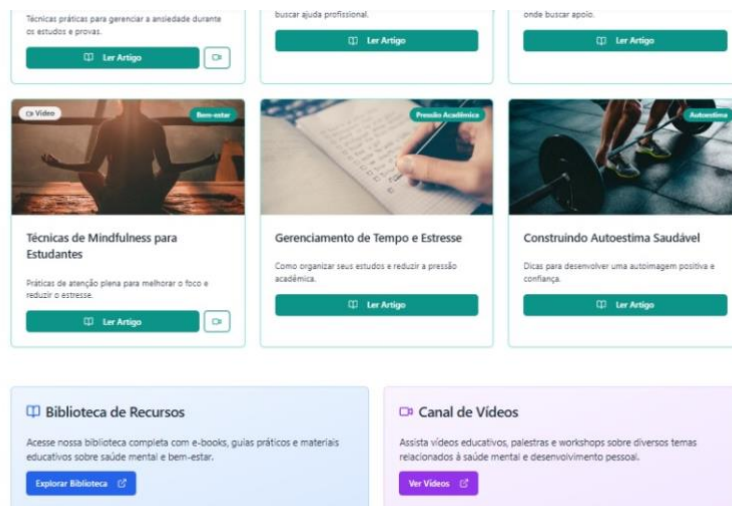 Técnicas práticas para gerenciar a ansiedade durante
os estudos e provas.
Ler Artigo
buscar ajuda profissional.
Ler Artigo
onde buscar apoio.
Ler Artigo
Vídeo
Bem-estar
Técnicas de Mindfulness para
Estudantes
Práticas de atenção plena para melhorar o foco e
reduzir o estresse.
Ler Artigo
Pressão Acadêmica
Gerenciamento de Tempo e Estresse
Como organizar seus estudos e reduzir a pressão
acadêmica.
Ler Artigo
Autoestima
Construindo Autoestima Saudável
Dicas para desenvolver uma autoimagem positiva e
confiança.
Ler Artigo
Biblioteca de Recursos
Acesse nossa biblioteca completa com e-books, guias práticos e materiais
educativos sobre saúde mental e bem-estar.
Explorar Biblioteca
Canal de Vídeos
Assista vídeos educativos, palestras e workshops sobre diversos temas
relacionados à saúde mental e desenvolvimento pessoal.
Ver Vídeos